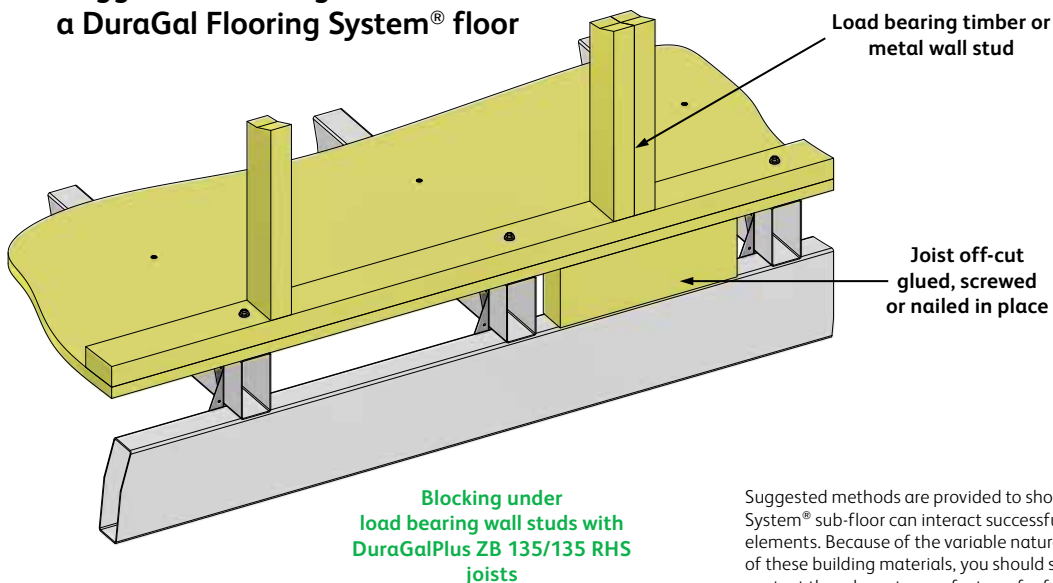 a DuraGal Flooring System® floor
Load bearing timber or
metal wall stud
Joist off-cut
glued, screwed
or nailed in place
Blocking under
load bearing wall studs with
DuraGalPlus ZB 135/135 RHS
joists
Suggested methods are provided to sho
System® sub-floor can interact successfu
elements. Because of the variable nature
of these building materials, you should s